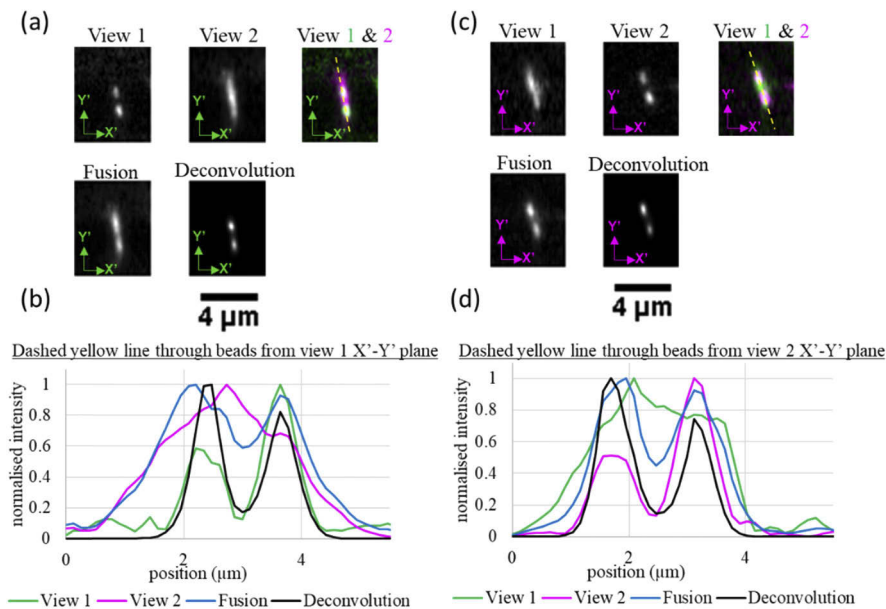 (a)
View 1 View 2 View 1 & 2
Y' X' Y' X' Y' X'
Fusion Deconvolution
Y' X' Y' X'
4 µm
(b)
Dashed yellow line through beads from view 1 X'-Y' plane
normalised intensity
1
0.8
0.6
0.4
0.2
0
0 2 4
position (µm)
View 1 View 2 Fusion Deconvolution
(c)
View 1 View 2 View 1 & 2
Y' X' Y' X' Y' X'
Fusion Deconvolution
Y' X' Y' X'
4 µm
(d)
Dashed yellow line through beads from view 2 X'-Y' plane
normalised intensity
1
0.8
0.6
0.4
0.2
0
0 2 4
position (µm)
View 1 View 2 Fusion Deconvolution